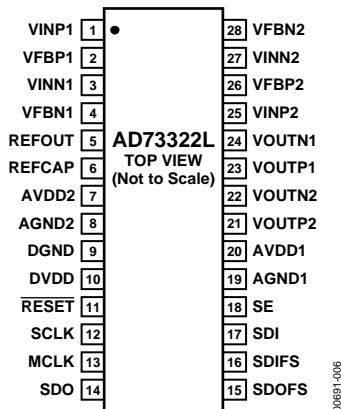 VINP1 1
VFBP1 2
VINN1 3
VFBN1 4
REFOUT 5
REFCAP 6
AVDD2 7
AGND2 8
DGND 9
DVDD 10
RESET 11
SCLK 12
MCLK 13
SDO 14
AD73322L
TOP VIEW
(Not to Scale)
28 VFBN2
27 VINN2
26 VFBP2
25 VINP2
24 VOUTN1
23 VOUTP1
22 VOUTN2
21 VOUTP2
20 AVDD1
19 AGND1
18 SE
17 SDI
16 SDIFS
15 SDOFS
00691-006